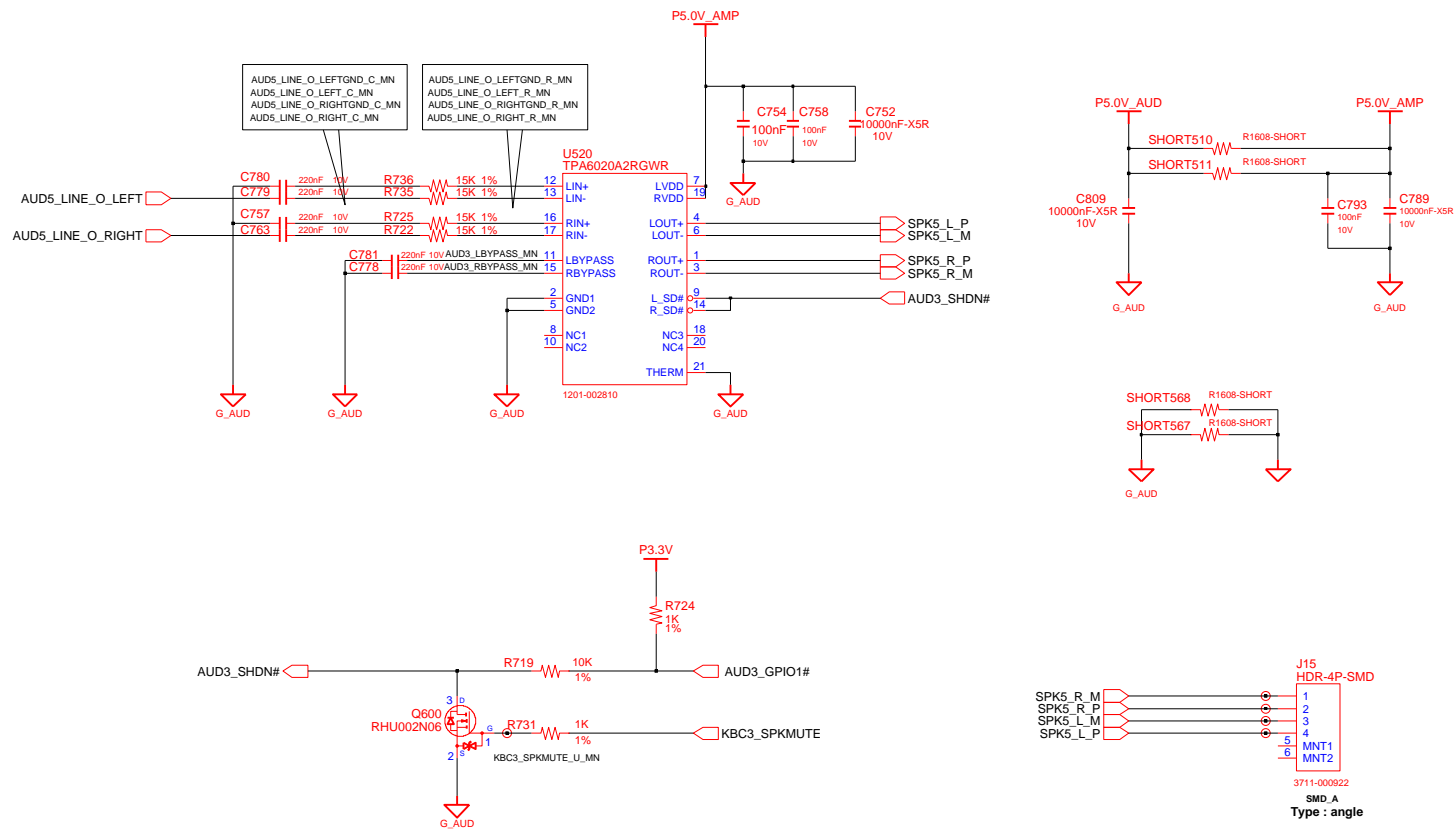 P5.0V_AMP
AUD5_LINE_O_LEFTGND_C_MN
AUD5_LINE_O_LEFT_C_MN
AUD5_LINE_O_RIGHTGND_C_MN
AUD5_LINE_O_RIGHT_C_MN
AUD5_LINE_O_LEFTGND_R_MN
AUD5_LINE_O_LEFT_R_MN
AUD5_LINE_O_RIGHTGND_R_MN
AUD5_LINE_O_RIGHT_R_MN
C754
100nF
10V
C758
100nF
10V
C752
10000nF-X5R
10V
G_AUD
U520
TPA6020A2RGWR
AUD5_LINE_O_LEFT
AUD5_LINE_O_RIGHT
C780 220nF 10V R736 15K 1% 12 LIN+
C779 220nF 10V R735 15K 1% 13 LIN-
C757 220nF 10V R725 15K 1% 16 RIN+
C763 220nF 10V R722 15K 1% 17 RIN-
C781 220nF 10V AUD3_LBYPASS_MN 11 LBYPASS
C778 220nF 10V AUD3_RBYPASS_MN 15 RBYPASS
2 GND1
5 GND2
8 NC1
10 NC2
LVDD 7
RVDD 19
LOUT+ 4 SPK5_L_P
LOUT- 6 SPK5_L_M
ROUT+ 1 SPK5_R_P
ROUT- 3 SPK5_R_M
L_SD# 9
R_SD# 14
AUD3_SHDN#
NC3 18
NC4 20
THERM 21
1201-002810
G_AUD
G_AUD
G_AUD
G_AUD
P5.0V_AUD
P5.0V_AMP
SHORT510 R1608-SHORT
SHORT511 R1608-SHORT
C809
10000nF-X5R
10V
C793
100nF
10V
C789
10000nF-X5R
10V
G_AUD
G_AUD
SHORT568 R1608-SHORT
SHORT567 R1608-SHORT
G_AUD
P3.3V
R724
1K
1%
AUD3_SHDN#
R719 10K
1%
AUD3_GPIO1#
3 D
Q600
RHU002N06
G
1
S
2
R731 1K
1%
KBC3_SPKMUTE
KBC3_SPKMUTE_U_MN
G_AUD
J15
HDR-4P-SMD
SPK5_R_M 1
SPK5_R_P 2
SPK5_L_M 3
SPK5_L_P 4
5 MNT1
6 MNT2
3711-000922
SMD_A
Type : angle